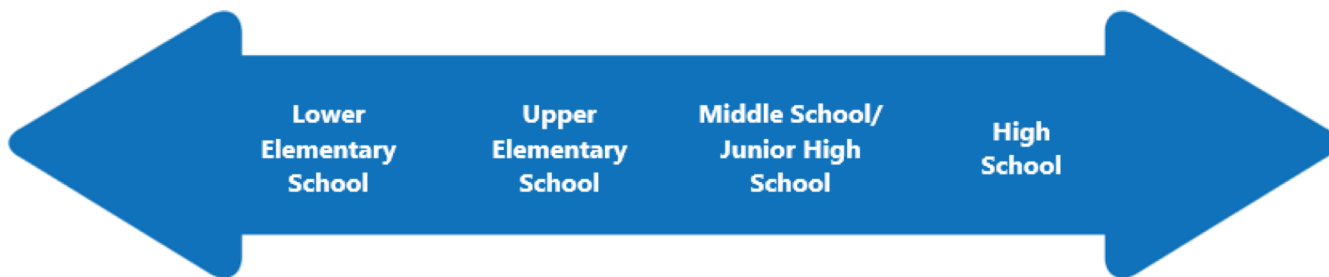 Lower
Elementary
School
Upper
Elementary
School
Middle School/
Junior High
School
High
School